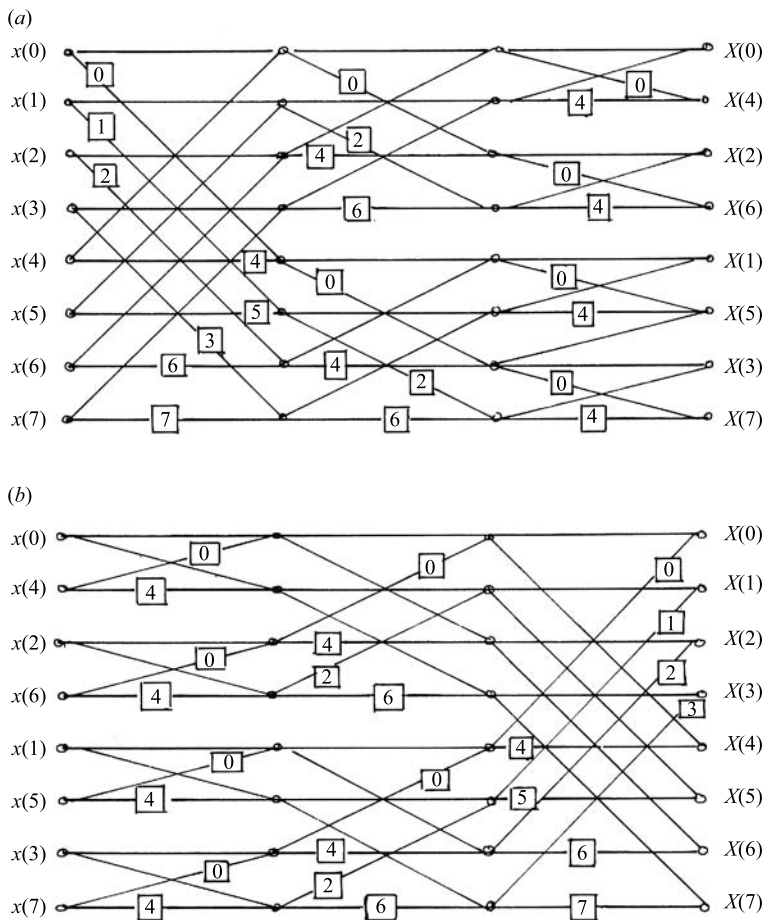 (a)
x(0) X(0)
0 0 0
x(1) 4 X(4)
1 2
x(2) 4 X(2)
2 0
x(3) 6 4 X(6)
x(4) 4 X(1)
0 0
x(5) 5 4 X(5)
3
x(6) 6 4 X(3)
2 0
x(7) 7 6 4 X(7)
(b)
x(0) X(0)
0 0 0
x(4) 4 X(1)
1
x(2) 4 X(2)
0 2 2
x(6) 4 6 X(3)
3
x(1) 4 X(4)
0 0
x(5) 4 5 X(5)
x(3) 4 6 X(6)
0 2
x(7) 4 6 7 X(7)